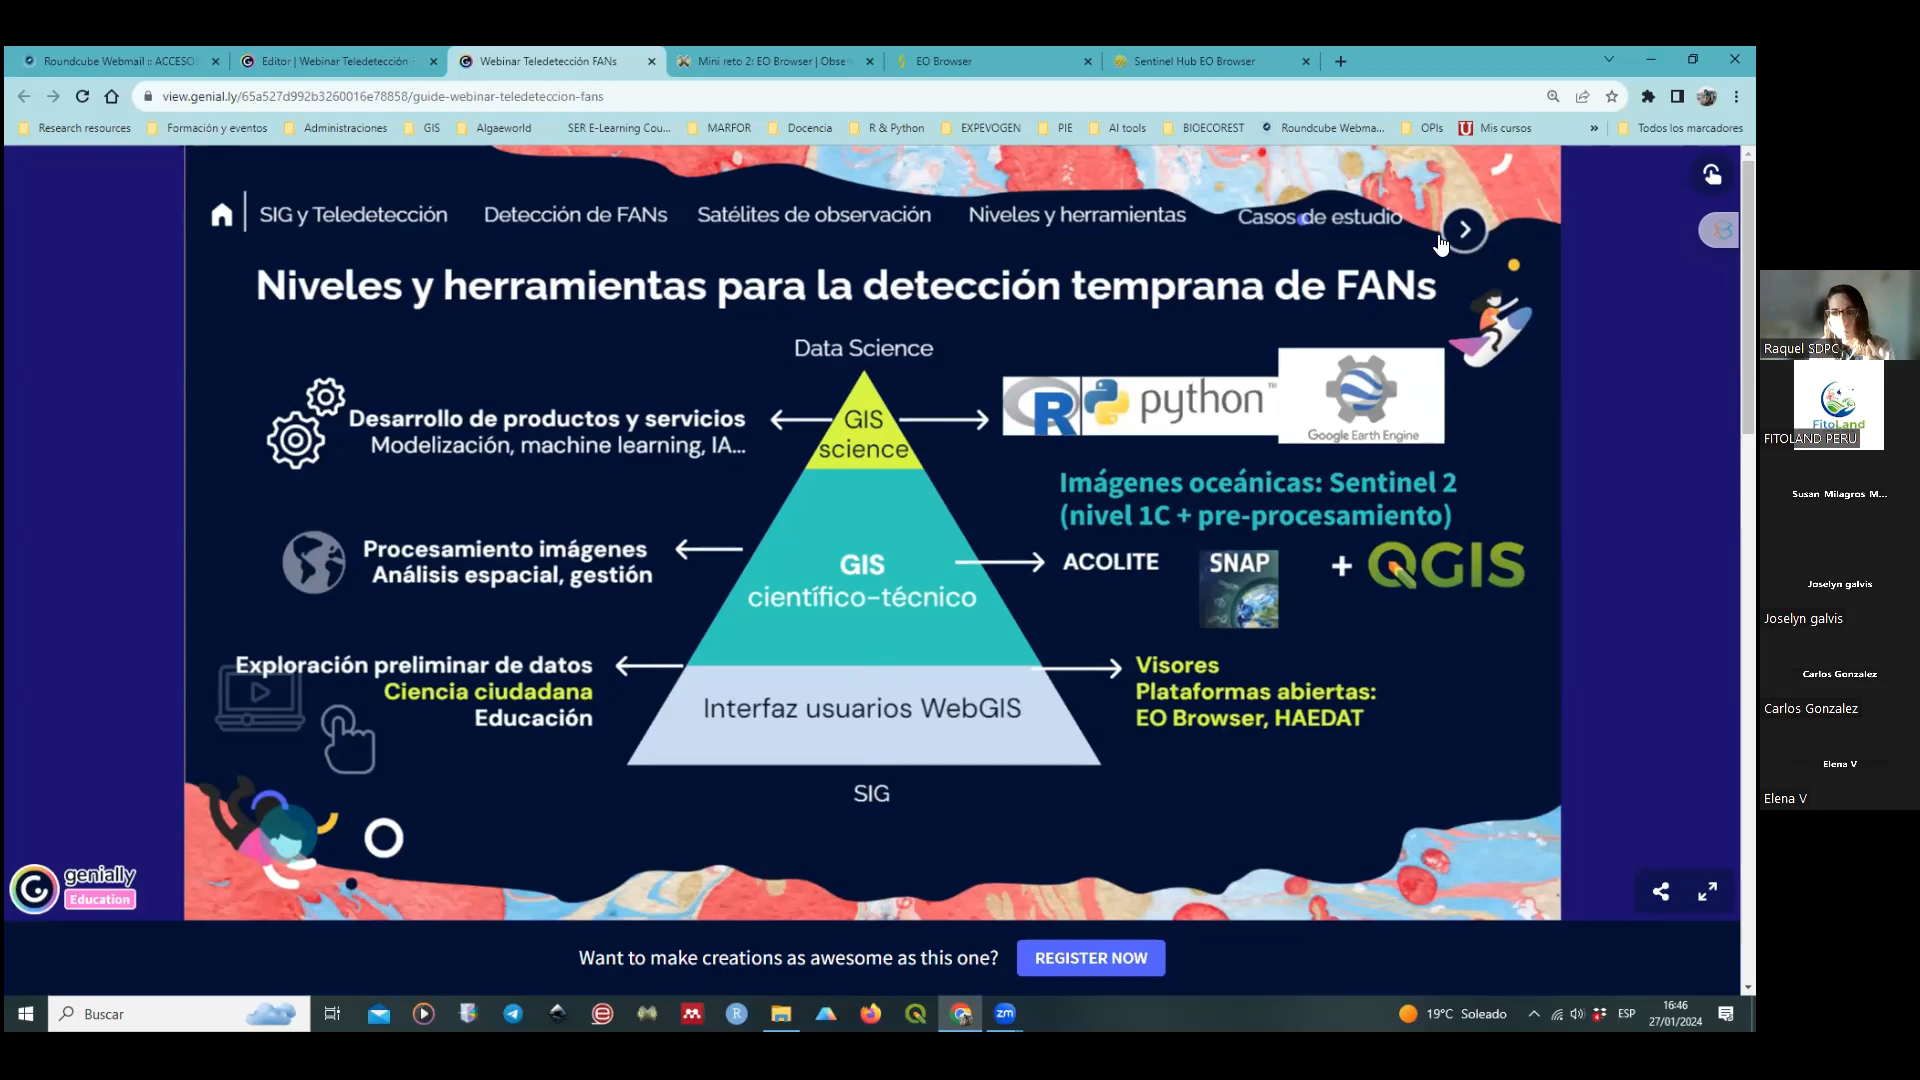 Roundcube Webmail :: ACCESO
Editor | Webinar Teledetección
Webinar Teledetección FANs
Mini reto 2: EO Browser | Obse
EO Browser
Sentinel Hub EO Browser
view.genial.ly/65a527d992b3260016e78858/guide-webinar-teledeteccion-fans
Research resources
Formación y eventos
Administraciones
GIS
Algaeworld
SER E-Learning Cou...
MARFOR
Docencia
R & Python
EXPEVOGEN
PIE
AI tools
BIOECOREST
Roundcube Webma...
OPIs
Mis cursos
»
Todos los marcadores
SIG y Teledetección
Detección de FANs
Satélites de observación
Niveles y herramientas
Casos de estudio
Niveles y herramientas para la detección temprana de FANs
Data Science
Desarrollo de productos y servicios
Modelización, machine learning, IA...
GIS
science
R
python™
Google Earth Engine
Imágenes oceánicas: Sentinel 2
(nivel 1C + pre-procesamiento)
Procesamiento imágenes
Análisis espacial, gestión
GIS
científico-técnico
ACOLITE
SNAP
+
QGIS
Exploración preliminar de datos
Ciencia ciudadana
Educación
Interfaz usuarios WebGIS
Visores
Plataformas abiertas:
EO Browser, HAEDAT
SIG
genially
Education
Want to make creations as awesome as this one?
REGISTER NOW
Buscar
zm
19°C Soleado
ESP
16:46
27/01/2024
Raquel SDPC
FitoLand
FITOLAND PERU
Susan Milagros M...
Joselyn galvis
Joselyn galvis
Carlos Gonzalez
Carlos Gonzalez
Elena V
Elena V